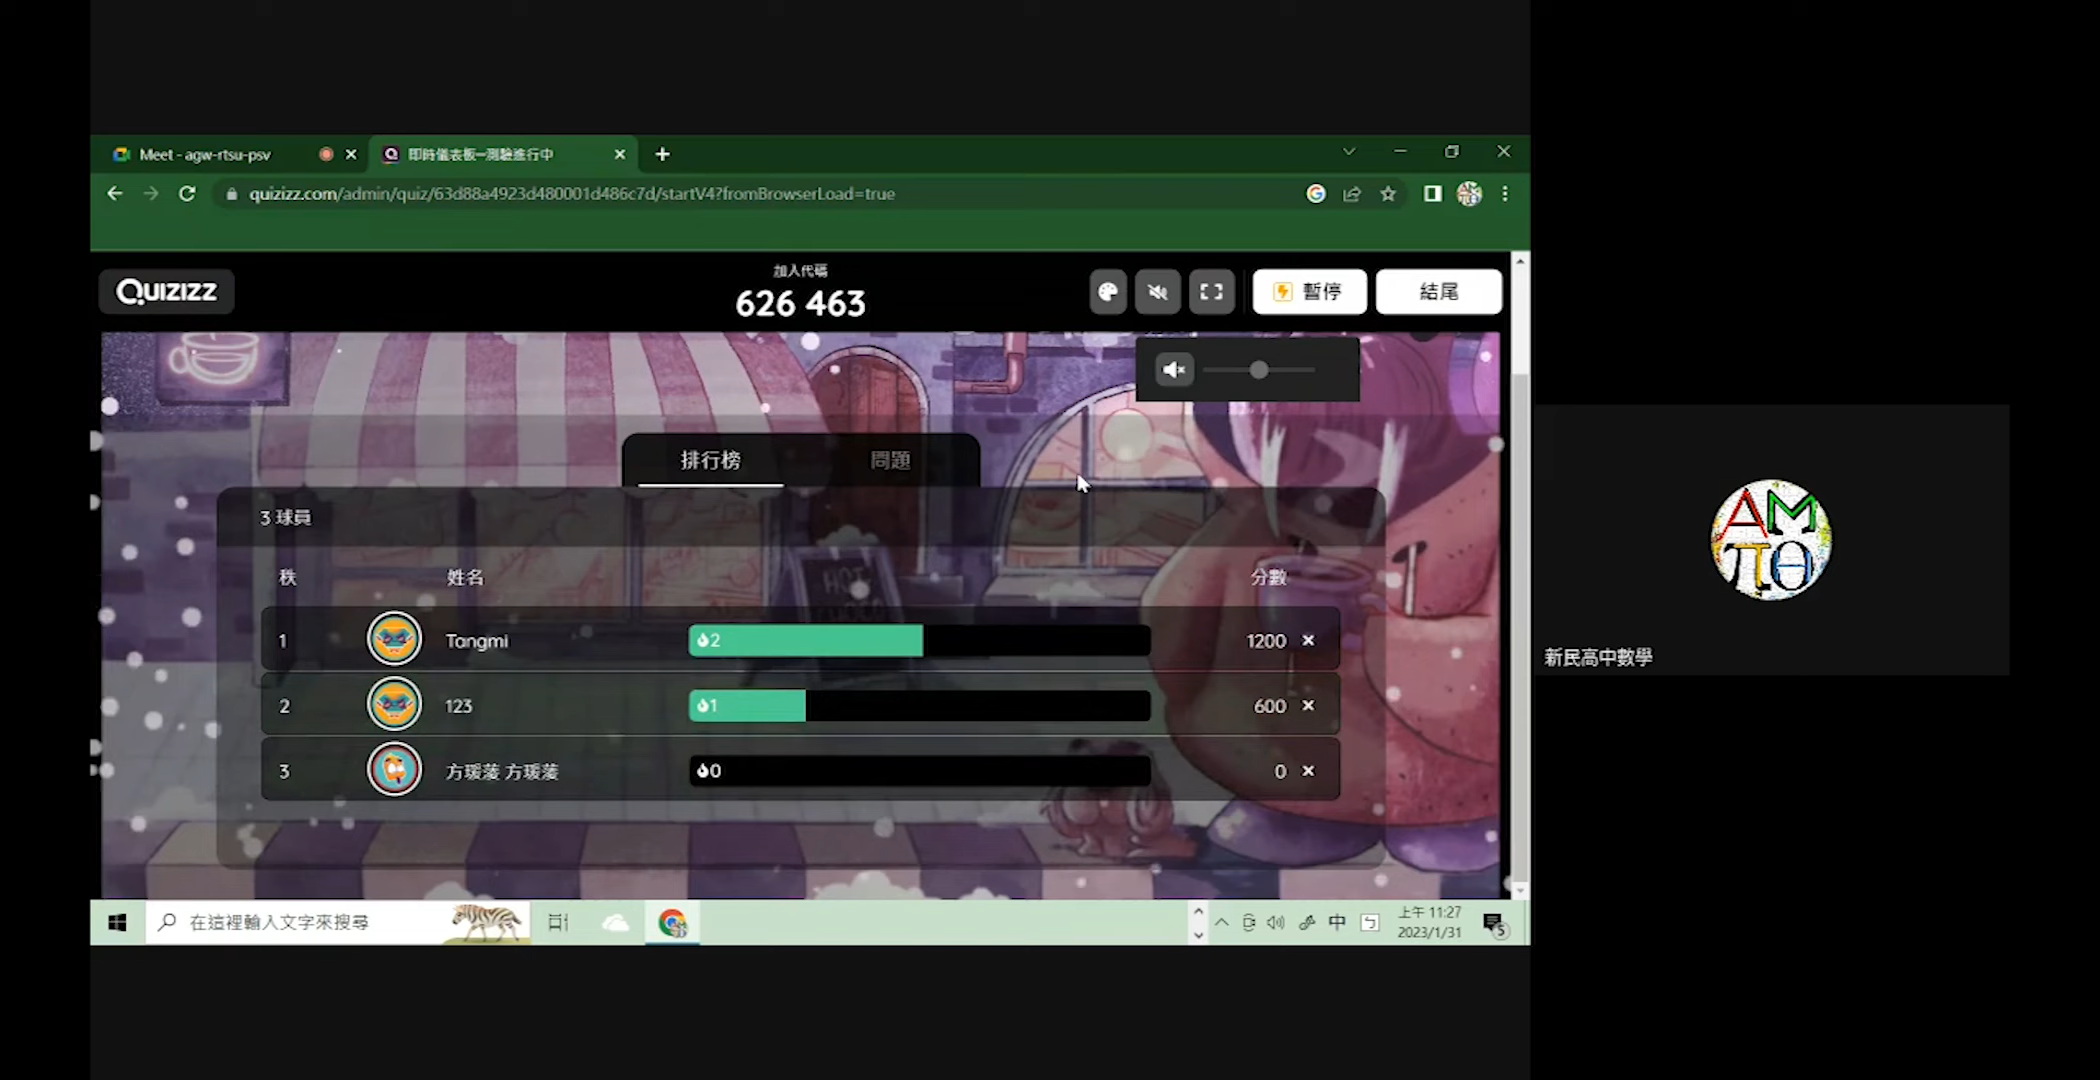 Meet - agw-rtsu-psv
即時儀表板—測驗進行中
quizizz.com/admin/quiz/63d88a4923d480001d486c7d/startV4?fromBrowserLoad=true
QUIZIZZ
加入代碼
626 463
暫停
結尾
排行榜
問題
3 球員
秩 姓名 分數
1 Tangmi 2 1200
2 123 1 600
3 方瑗蓤 方瑗蓤 0 0
HOT
AMπθ
新民高中數學
在這裡輸入文字來搜尋
中
ㄅ
上午 11:27
2023/1/31
5